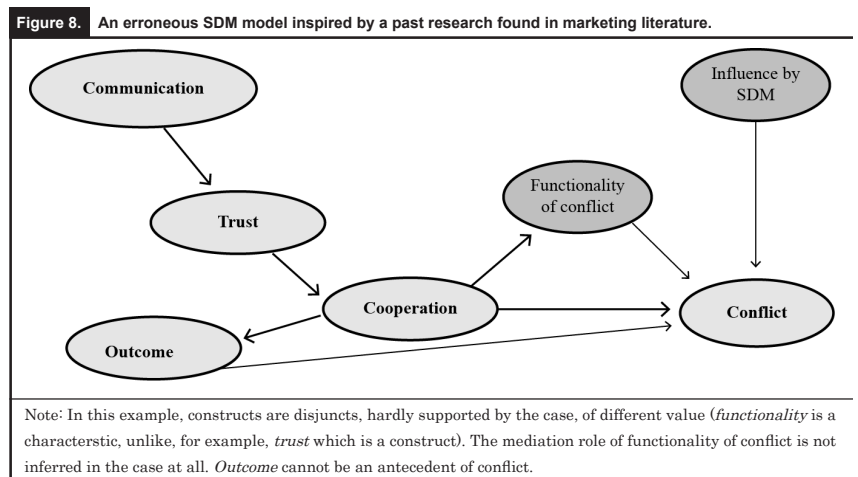 Figure 8. An erroneous SDM model inspired by a past research found in marketing literature.
Communication
Influence by
SDM
Functionality
of conflict
Trust
Cooperation
Conflict
Outcome
Note: In this example, constructs are disjuncts, hardly supported by the case, of different value (functionality is a
characterstic, unlike, for example, trust which is a construct). The mediation role of functionality of conflict is not
inferred in the case at all. Outcome cannot be an antecedent of conflict.